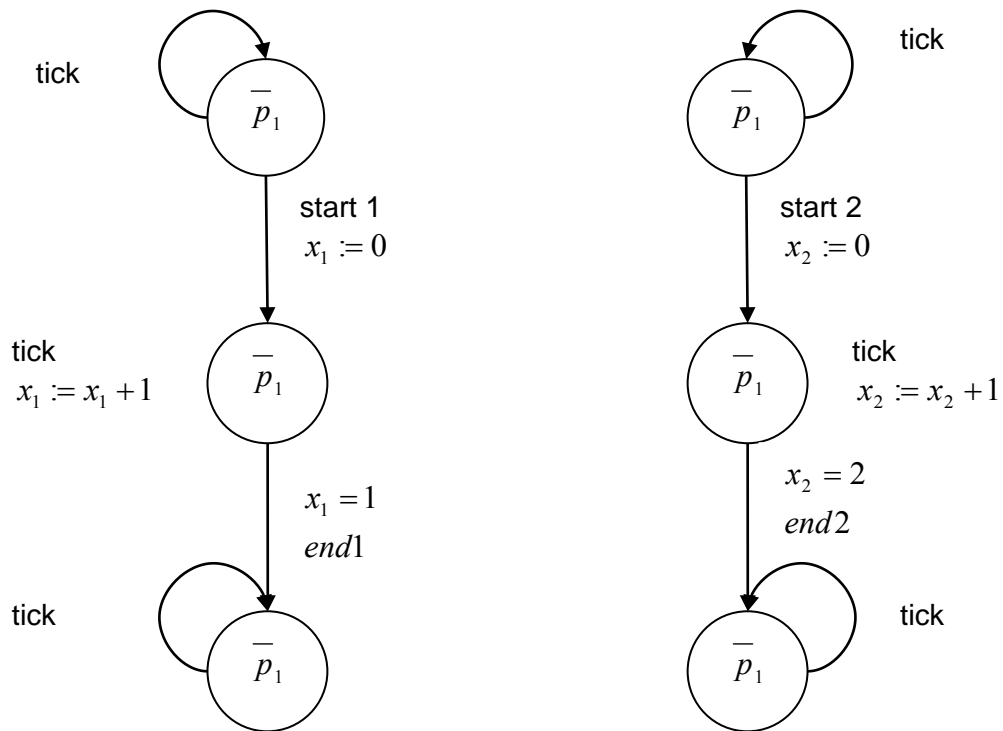 tick
p̅₁
start 1
x₁ := 0
tick
x₁ := x₁ + 1
p̅₁
x₁ = 1
end1
tick
p̅₁
tick
p̅₁
start 2
x₂ := 0
p̅₁
tick
x₂ := x₂ + 1
x₂ = 2
end2
tick
p̅₁